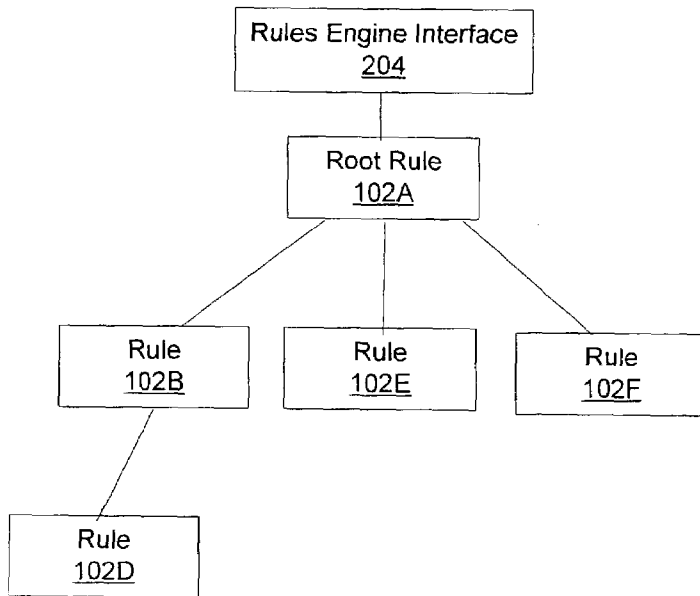 Rules Engine Interface
204
Root Rule
102A
Rule
102B
Rule
102E
Rule
102F
Rule
102D